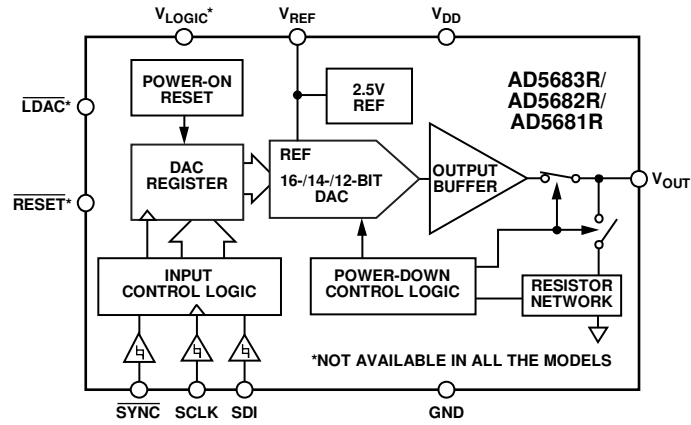 VLOGIC* VREF VDD
POWER-ON
RESET
2.5V
REF
AD5683R/
AD5682R/
AD5681R
LDAC*
DAC
REGISTER
REF
16-/14-/12-BIT
DAC
OUTPUT
BUFFER
VOUT
RESET*
INPUT
CONTROL LOGIC
POWER-DOWN
CONTROL LOGIC
RESISTOR
NETWORK
*NOT AVAILABLE IN ALL THE MODELS
SYNC SCLK SDI GND